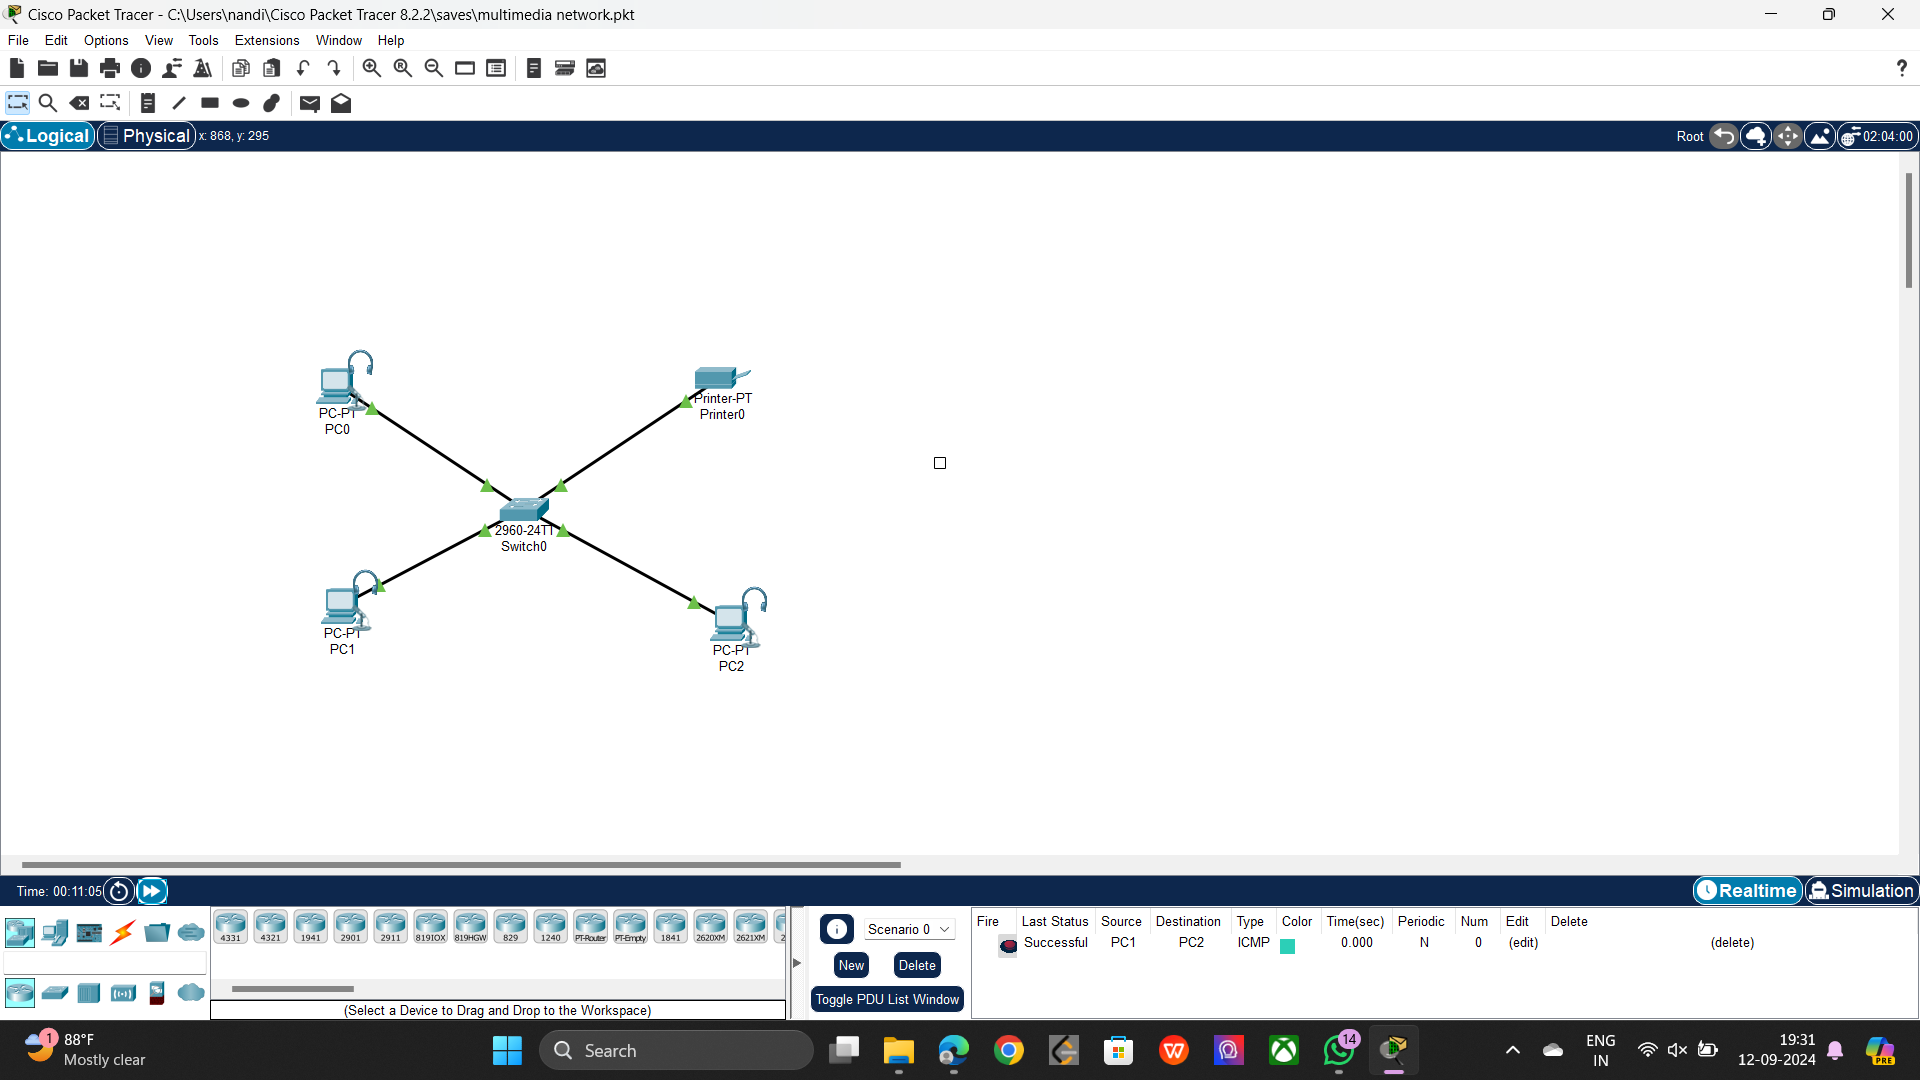 Cisco Packet Tracer - C:\Users\nandi\Cisco Packet Tracer 8.2.2\saves\multimedia network.pkt
File Edit Options View Tools Extensions Window Help
?
Logical Physical x: 868, y: 295 Root 02:04:00
PC-PT
PC0
Printer-PT
Printer0
2960-24TT
Switch0
PC-PT
PC1
PC-PT
PC2
Time: 00:11:05 Realtime Simulation
4331 4321 1941 2901 2911 819IOX 819HGW 829 1240 PT-Router PT-Empty 1841 2620XM 2621XM 2
(Select a Device to Drag and Drop to the Workspace)
Scenario 0
New Delete
Toggle PDU List Window
Fire Last Status Source Destination Type Color Time(sec) Periodic Num Edit Delete
Successful PC1 PC2 ICMP 0.000 N 0 (edit) (delete)
1
88°F
Mostly clear
Search
14
ENG
IN
19:31
12-09-2024
PRE